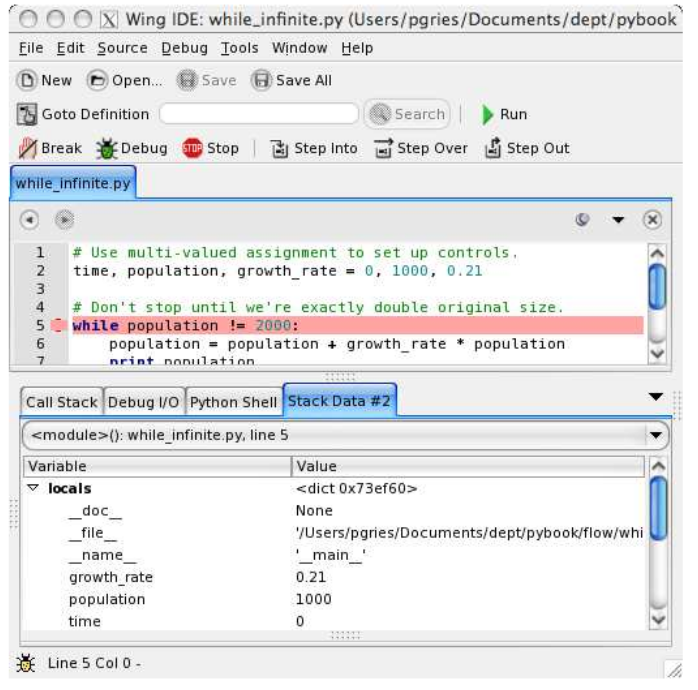 X Wing IDE: while_infinite.py (Users/pgries/Documents/dept/pybook
File Edit Source Debug Tools Window Help
New Open... Save Save All
Goto Definition Search Run
Break Debug STOP Stop Step Into Step Over Step Out
while_infinite.py
1 # Use multi-valued assignment to set up controls.
2 time, population, growth_rate = 0, 1000, 0.21
3
4 # Don't stop until we're exactly double original size.
5 while population != 2000:
6 population = population + growth_rate * population
7 print population
Call Stack Debug I/O Python Shell Stack Data #2
<module>(): while_infinite.py, line 5
Variable Value
locals <dict 0x73ef60>
__doc__ None
__file__ '/Users/pgries/Documents/dept/pybook/flow/whi
__name__ '__main__'
growth_rate 0.21
population 1000
time 0
Line 5 Col 0 -